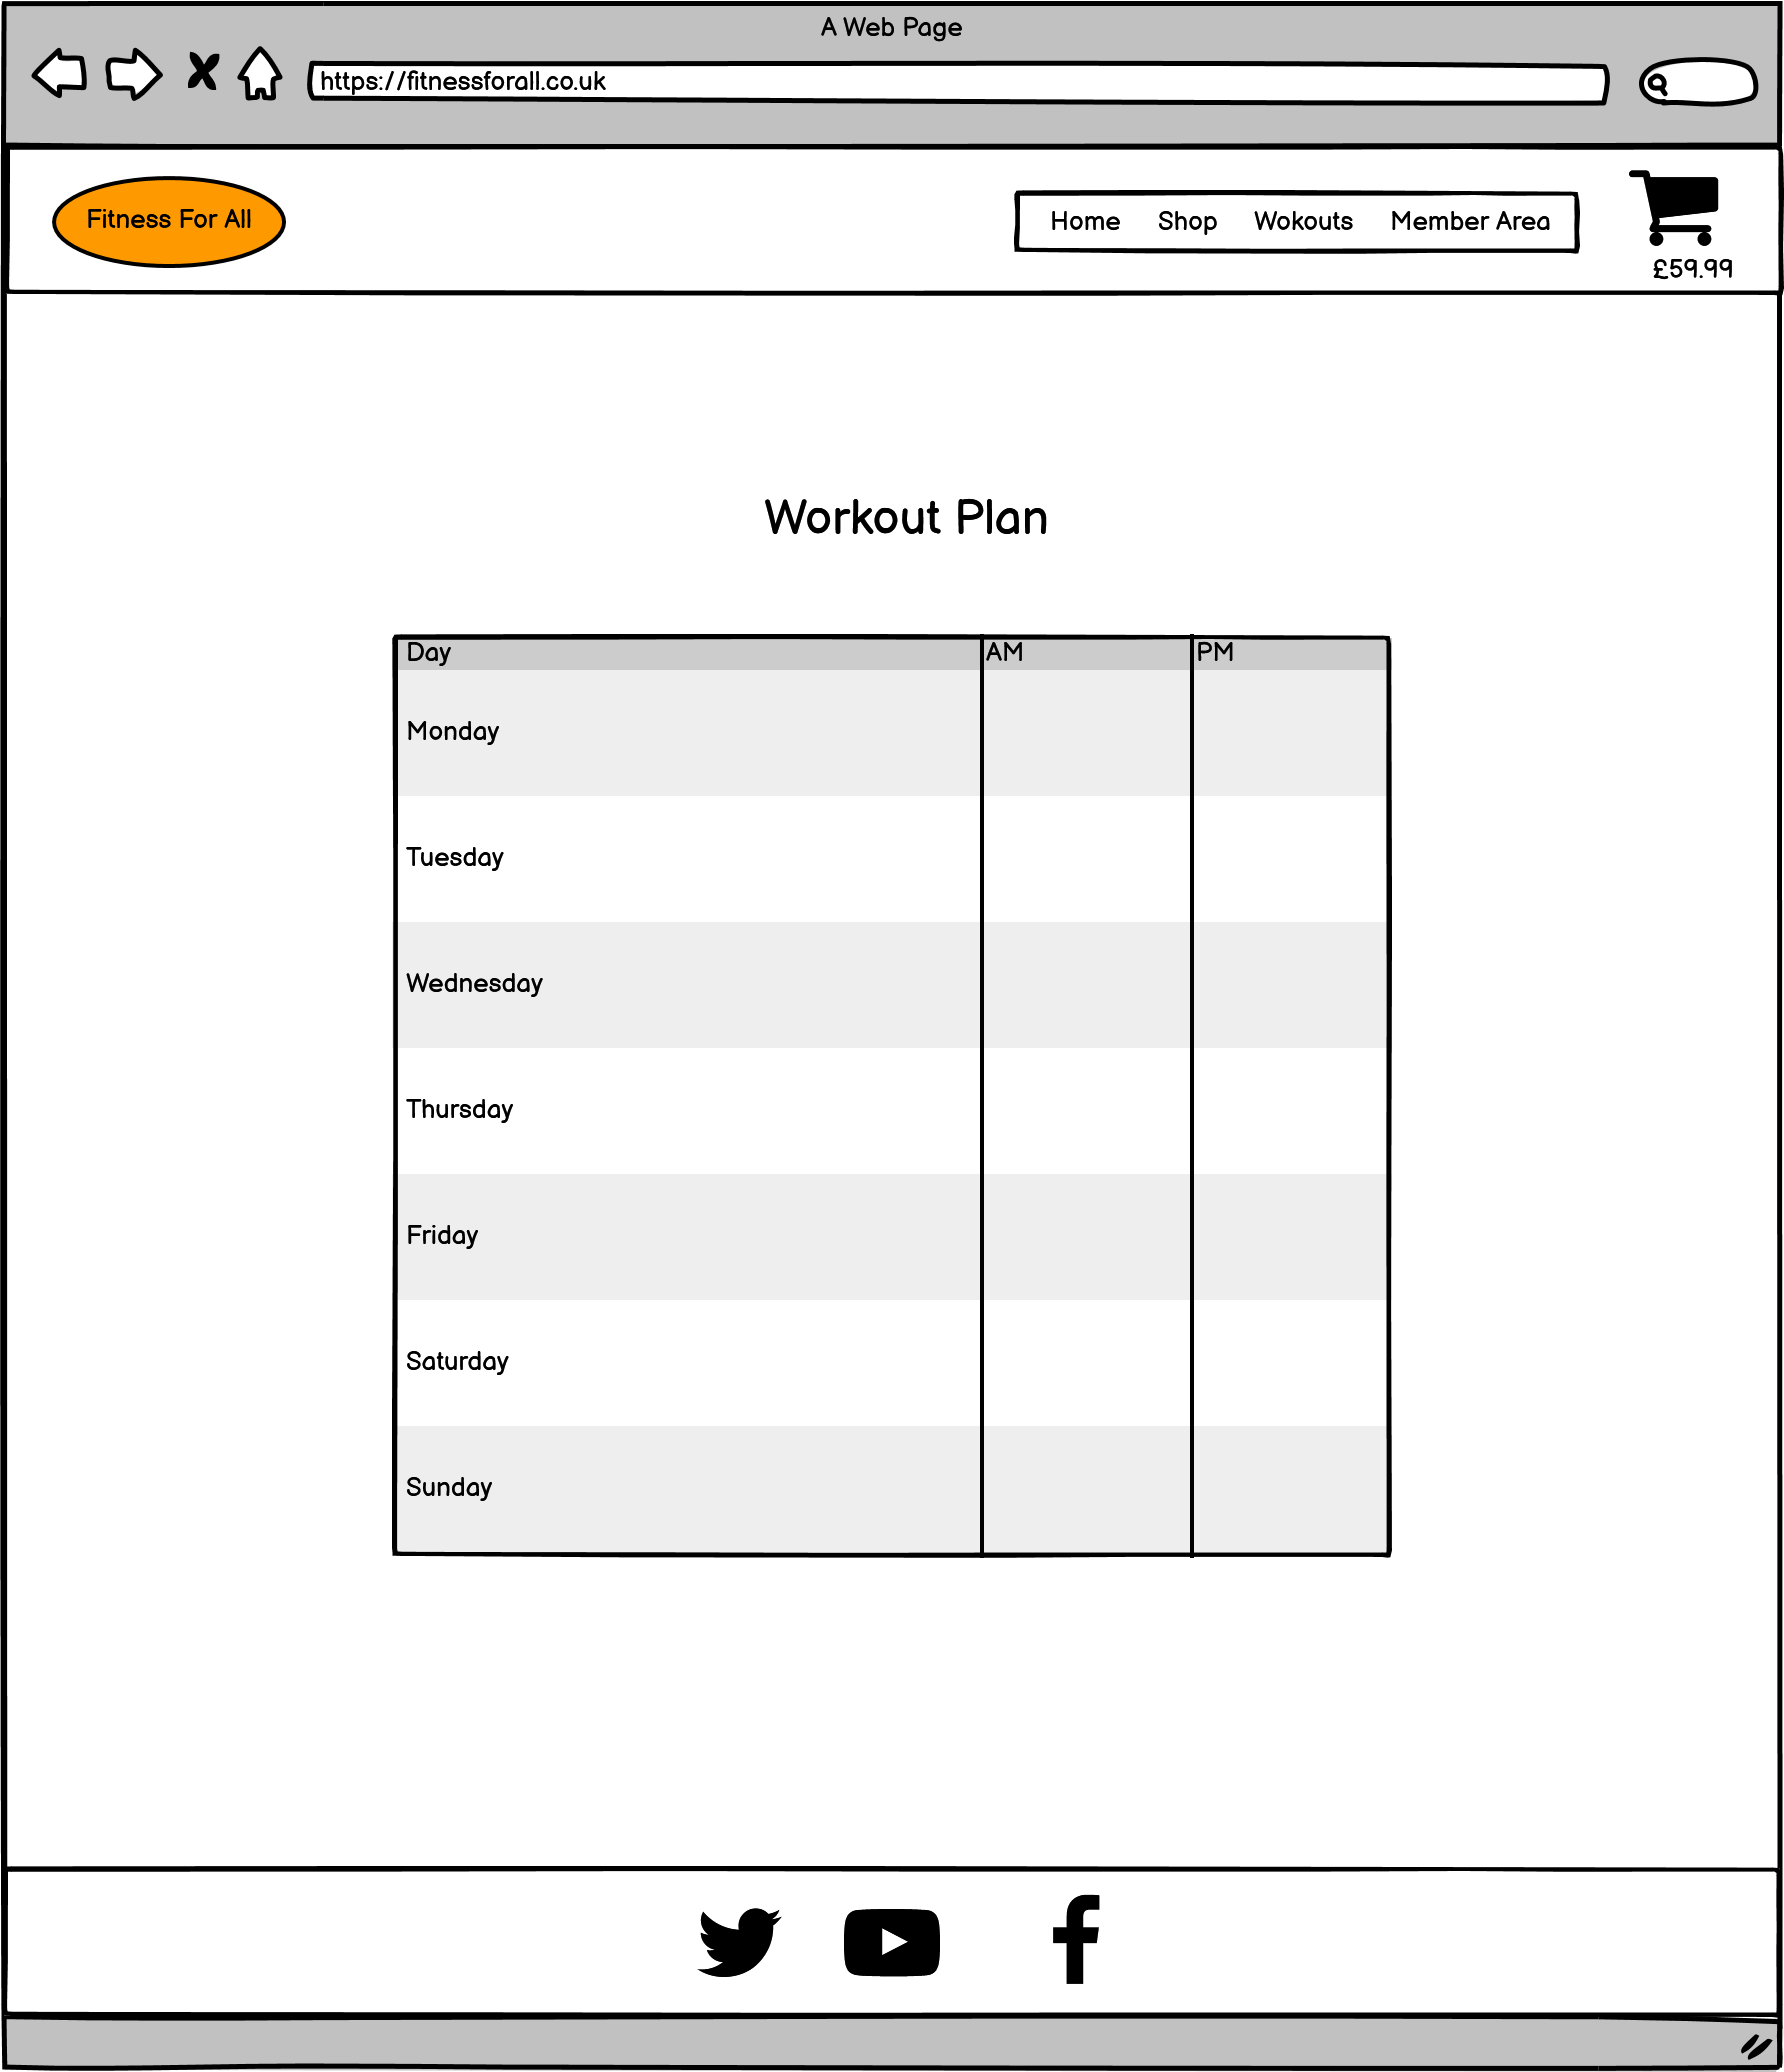 A Web Page
https://fitnessforall.co.uk
Fitness For All
Home Shop Wokouts Member Area
£59.99
Workout Plan
Day AM PM
Monday
Tuesday
Wednesday
Thursday
Friday
Saturday
Sunday